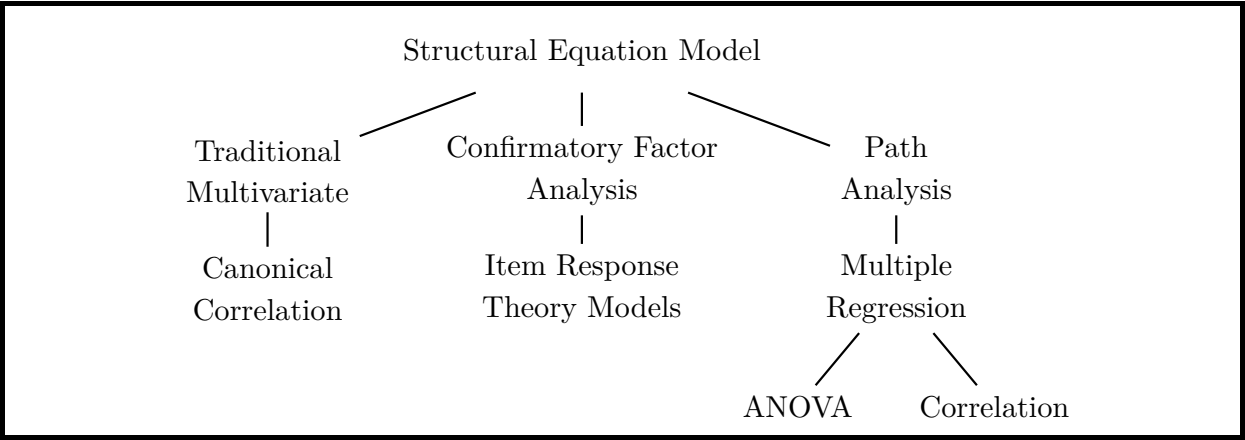 Structural Equation Model
Traditional
Multivariate
Confirmatory Factor
Analysis
Path
Analysis
Canonical
Correlation
Item Response
Theory Models
Multiple
Regression
ANOVA
Correlation